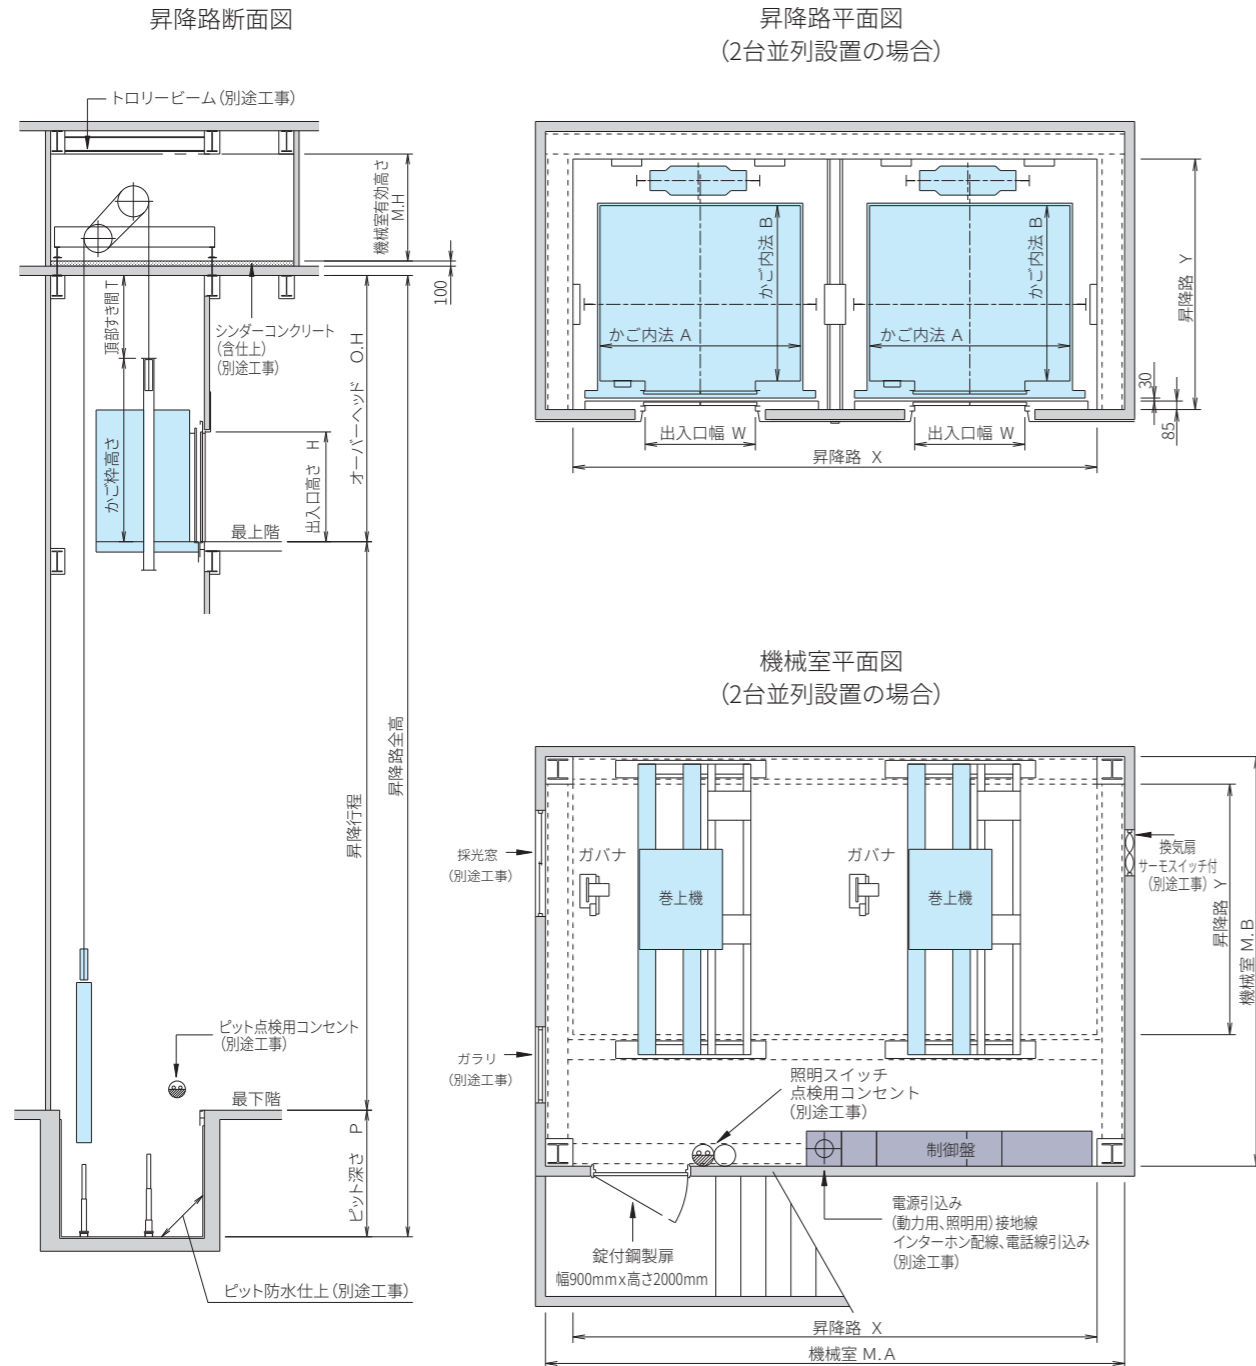 昇降路断面図
トロリービーム(別途工事)
機械室有効高さ
M.H
100
頂部すき間 T
シンダーコンクリート
(含仕上)
(別途工事)
オーバーヘッド O.H
かご枠高さ
出入口高さ H
最上階
昇降行程
昇降路全高
ピット点検用コンセント
(別途工事)
最下階
ピット深さ P
ピット防水仕上(別途工事)
昇降路平面図
(2台並列設置の場合)
かご内法 B
かご内法 A
かご内法 B
かご内法 A
昇降路 Y
30
85
出入口幅 W
出入口幅 W
昇降路 X
機械室平面図
(2台並列設置の場合)
採光窓
(別途工事)
ガバナ
巻上機
ガバナ
巻上機
換気扇
サーモスイッチ付
(別途工事)
昇降路 Y
機械室 M.B
ガラリ
(別途工事)
照明スイッチ
点検用コンセント
(別途工事)
制御盤
電源引込み
(動力用、照明用)接地線
インターホン配線、電話線引込み
(別途工事)
錠付鋼製扉
幅900mmx高さ2000mm
昇降路 X
機械室 M.A